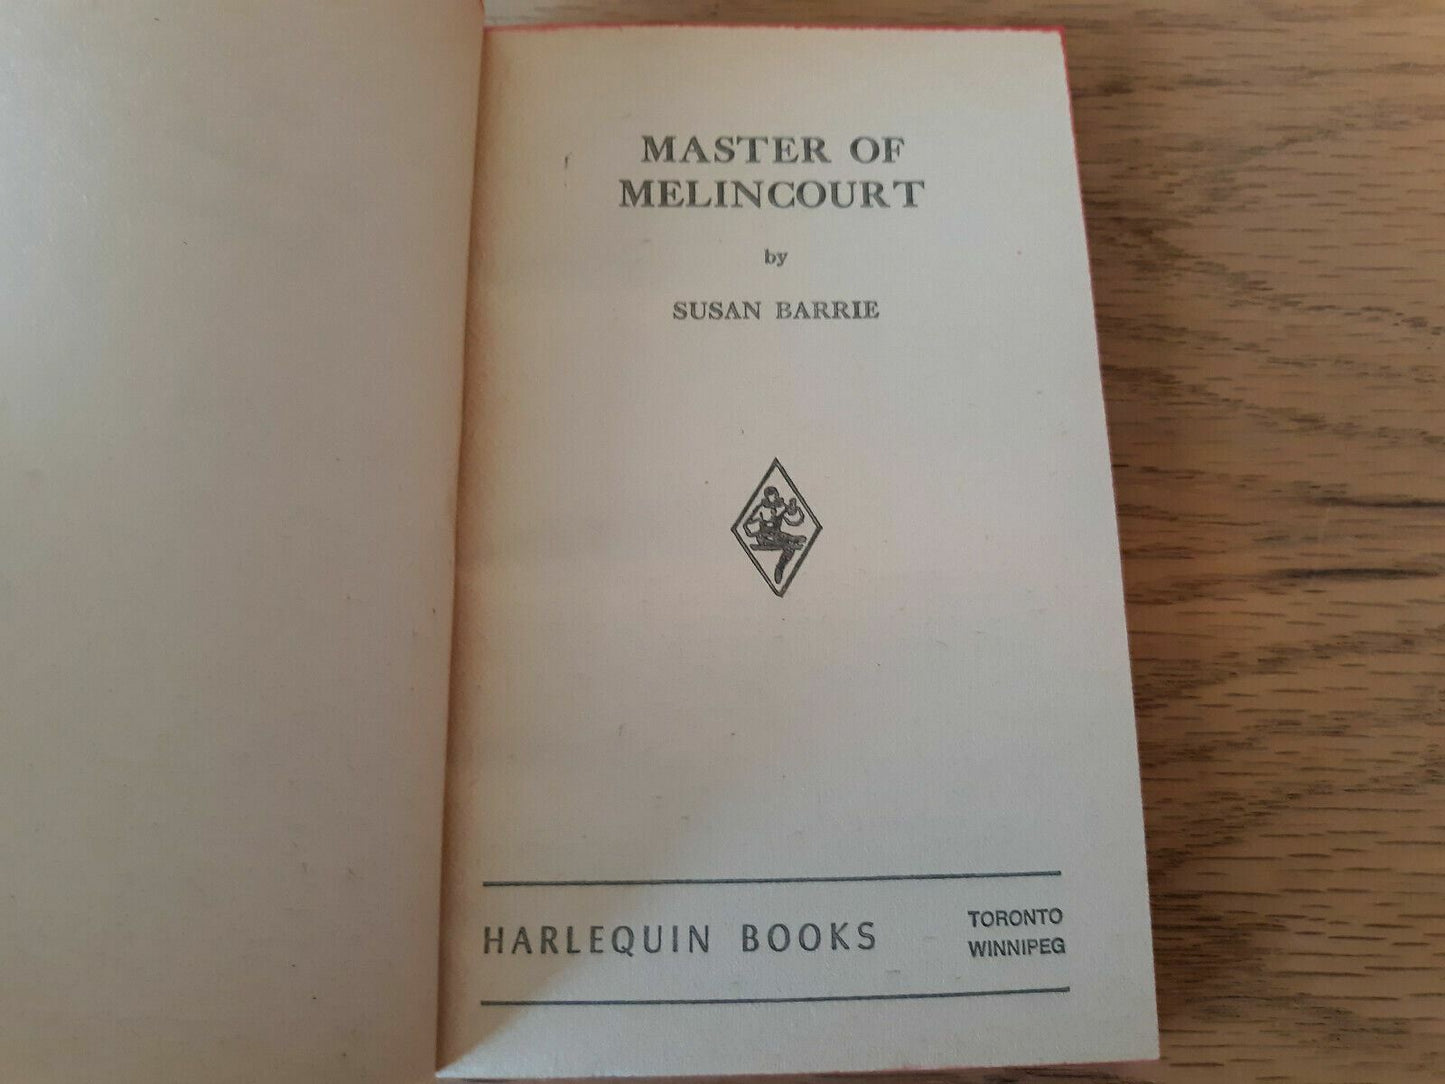 MASTER OF
MELINCOURT
by
SUSAN BARRIE
HARLEQUIN BOOKS
TORONTO
WINNIPEG